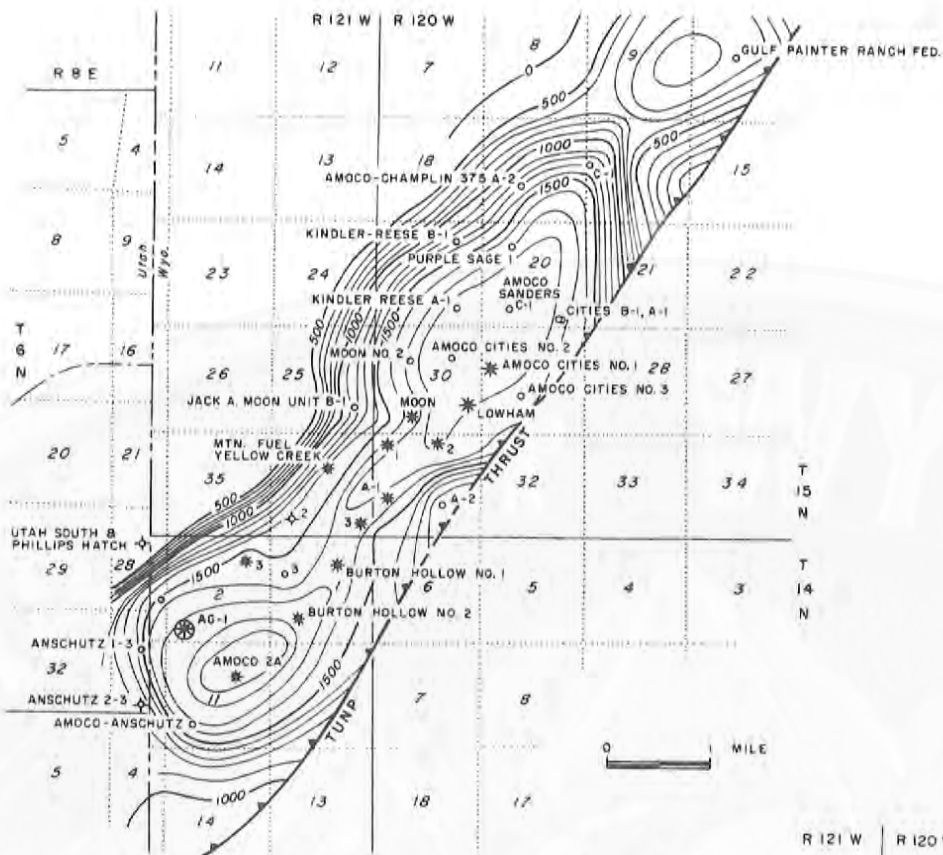 R 121 W R 120 W
8
GULF PAINTER RANCH FED.
R 8 E
11
12
7
0
9
500
500
5
4
14
13
18
1000
15
AMOCO-CHAMPLIN 375 A-2
C-1
1500
KINDLER-REESE B-1
8
9
Utah
Wyo.
23
24
PURPLE SAGE 1
20
21
22
AMOCO
SANDERS
C-1
KINDLER REESE A-1
CITIES B-1, A-1
500
1000
1500
T
6
N
17
16
MOON NO. 2
AMOCO CITIES NO. 2
AMOCO CITIES NO. 1
26
25
30
28
27
AMOCO CITIES NO. 3
JACK A. MOON UNIT B-1
MOON
LOWHAM
MTN. FUEL
YELLOW CREEK
1
2
20
21
35
THRUST
32
33
34
T
15
N
A-1
A-2
500
1000
2
3
UTAH SOUTH &
PHILLIPS HATCH
29
28
1500
3
3
BURTON HOLLOW NO. 1
6
5
4
3
T
14
N
2
BURTON HOLLOW NO. 2
AG-1
ANSCHUTZ 1-3
32
AMOCO 2A
1500
ANSCHUTZ 2-3
11
7
8
AMOCO-ANSCHUTZ
TUNP
0 1 MILE
5
4
1000
14
13
18
17
R 121 W R 120